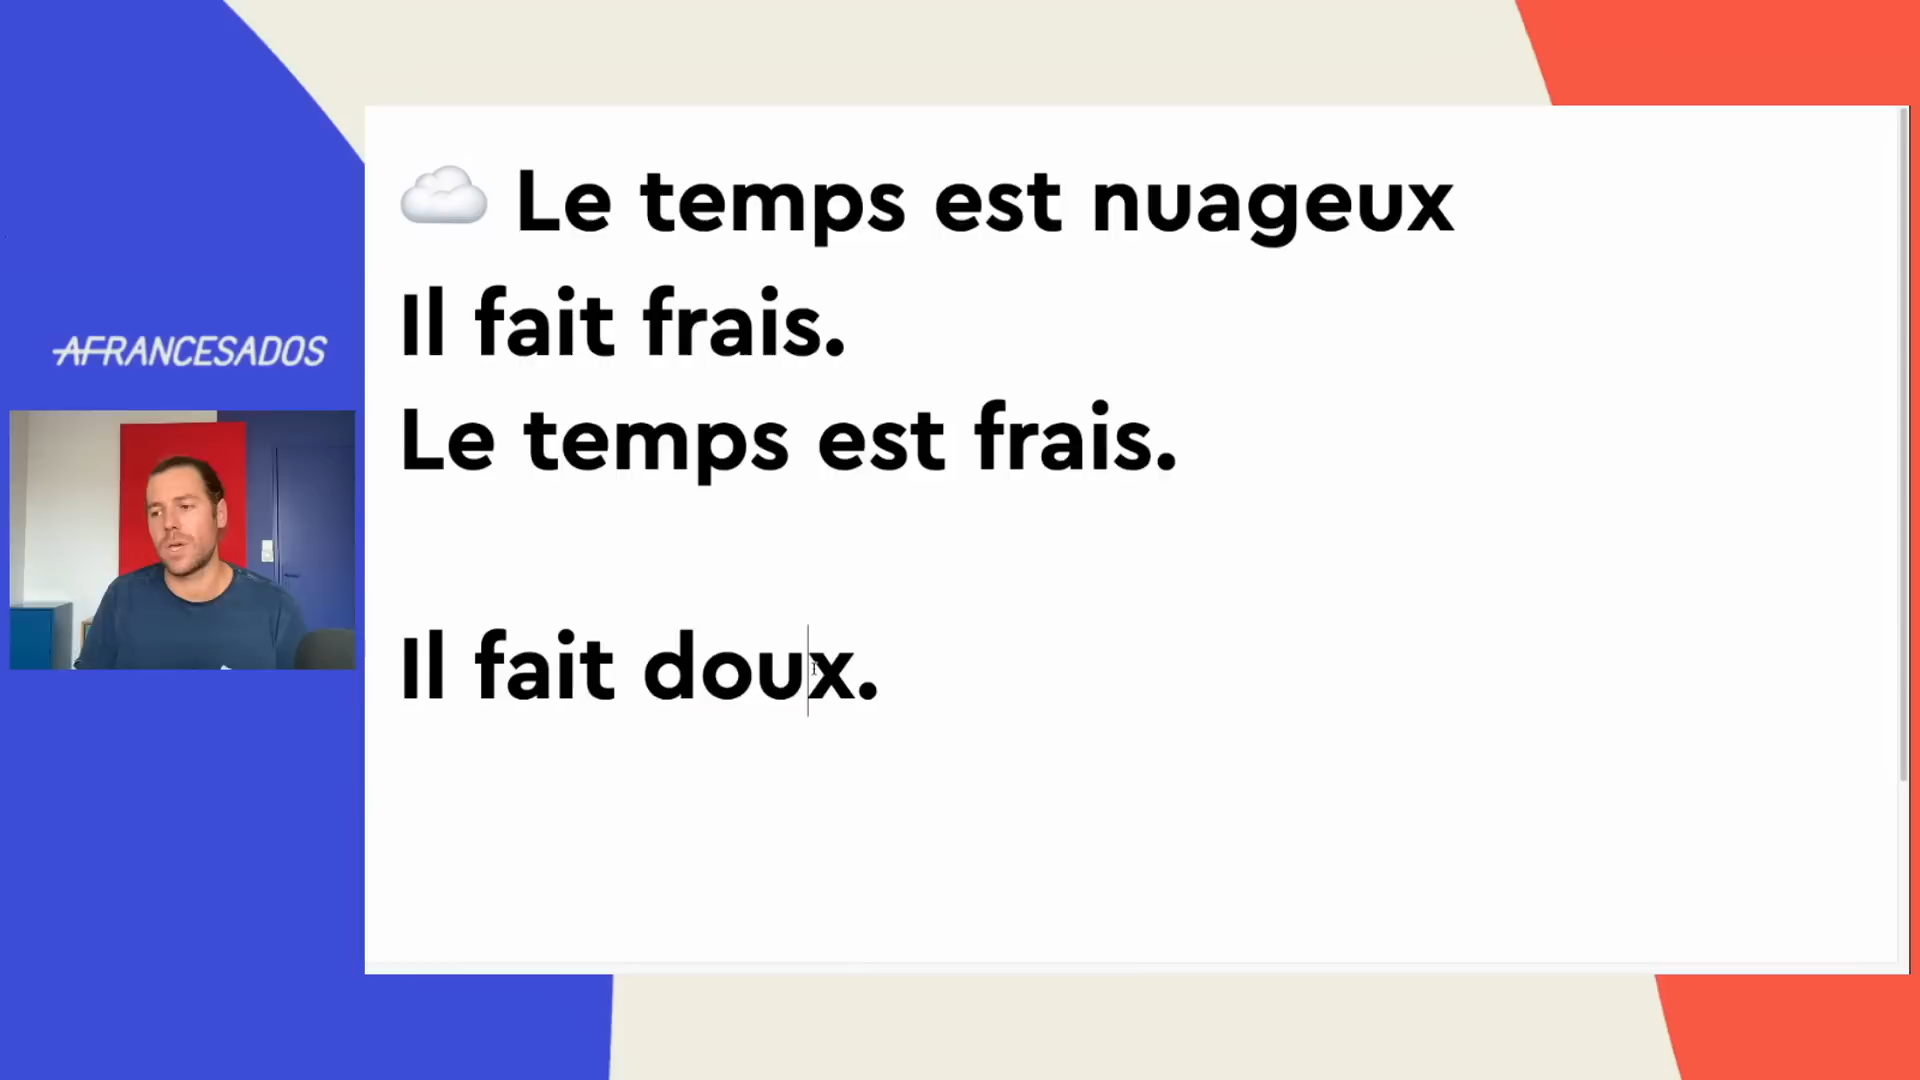 AFRANCESADOS
Le temps est nuageux
Il fait frais.
Le temps est frais.
Il fait doux.